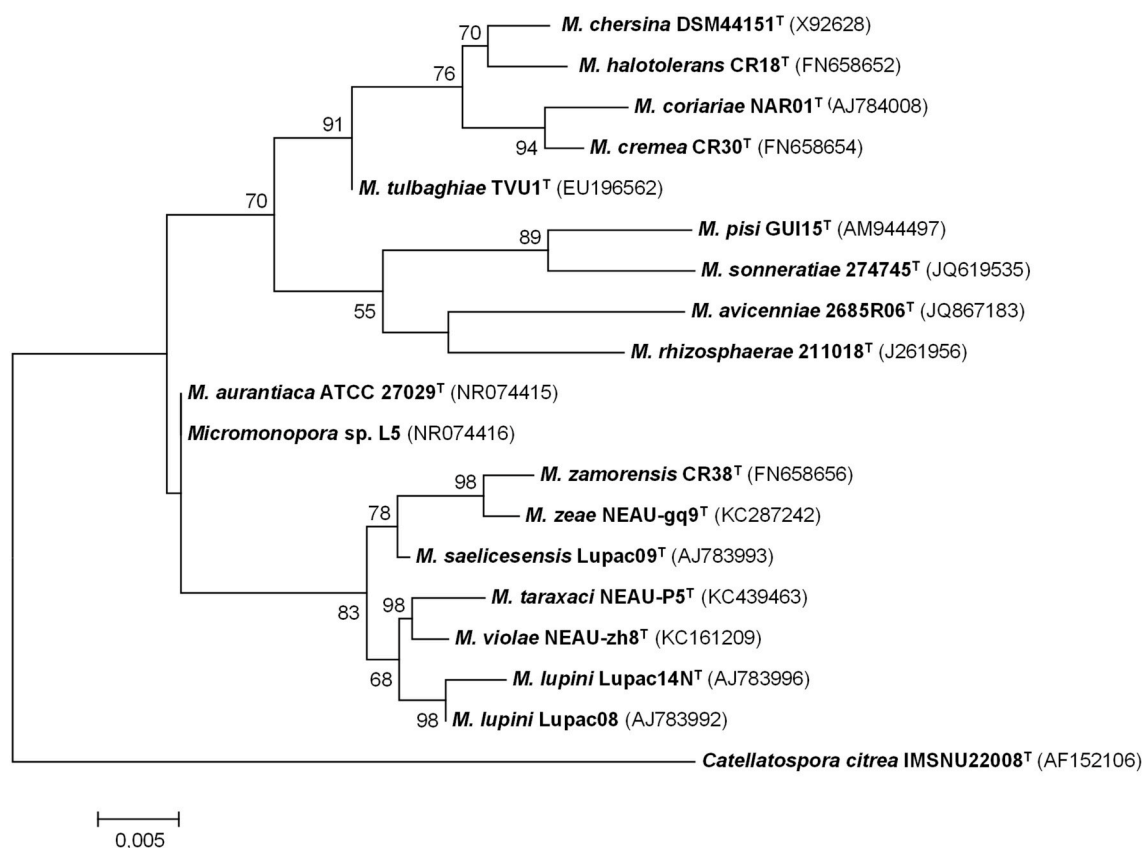 70
M. chersina DSM44151ᵀ (X92628)
M. halotolerans CR18ᵀ (FN658652)
76
M. coriariae NAR01ᵀ ⁽AJ784008)
91
94
M. cremea CR30ᵀ (FN658654)
M. tulbaghiae TVU1ᵀ (EU196562)
70
M. pisi GUI15ᵀ (AM944497)
89
M. sonneratiae 274745ᵀ (JQ619535)
M. avicenniae 2685R06ᵀ (JQ867183)
55
M. rhizosphaerae 211018ᵀ (J261956)
M. aurantiaca ATCC 27029ᵀ (NR074415)
Micromonopora sp. L5 (NR074416)
98
M. zamorensis CR38ᵀ (FN658656)
78
M. zeae NEAU-gq9ᵀ (KC287242)
M. saelicesensis Lupac09ᵀ (AJ783993)
98
M. taraxaci NEAU-P5ᵀ (KC439463)
83
M. violae NEAU-zh8ᵀ (KC161209)
68
M. lupini Lupac14Nᵀ (AJ783996)
98
M. lupini Lupac08 (AJ783992)
Catellatospora citrea IMSNU22008ᵀ (AF152106)
0.005